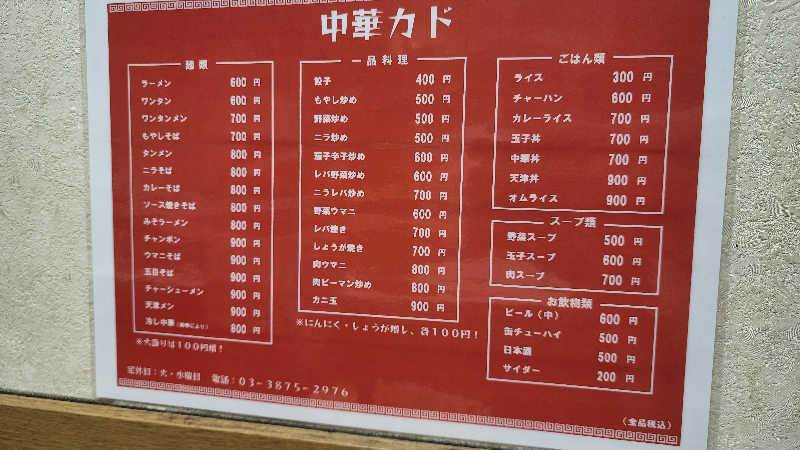 中華カド
麺類
ラーメン 600 円
ワンタン 600 円
ワンタンメン 700 円
もやしそば 700 円
タンメン 800 円
ニラそば 800 円
カレーそば 800 円
ソース焼きそば 800 円
みそラーメン 800 円
チャンポン 900 円
ウマニそば 900 円
五目そば 900 円
チャーシューメン 900 円
天津メン 900 円
冷し中華 800 円
※大盛りは100円増！
一品料理
餃子 400 円
もやし炒め 500 円
野菜炒め 500 円
ニラ炒め 500 円
茄子辛子炒め 600 円
レバ野菜炒め 600 円
ニラレバ炒め 700 円
野菜ウマニ 600 円
レバ焼き 700 円
しょうが焼き 700 円
肉ウマニ 800 円
肉ピーマン炒め 800 円
カニ玉 900 円
※にんにく・しょうが増し、各100円！
ごはん類
ライス 300 円
チャーハン 600 円
カレーライス 700 円
玉子丼 700 円
中華丼 700 円
天津丼 900 円
オムライス 900 円
スープ類
野菜スープ 500 円
玉子スープ 600 円
肉スープ 700 円
お飲物類
ビール（中） 600 円
缶チューハイ 500 円
日本酒 500 円
サイダー 200 円
定休日：火・水曜日 電話：03-3875-2976
（全品税込）